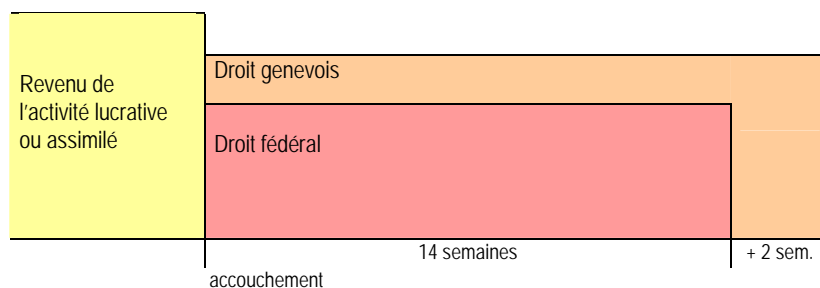 Revenu de
l'activité lucrative
ou assimilé
Droit genevois
Droit fédéral
14 semaines
+ 2 sem.
accouchement